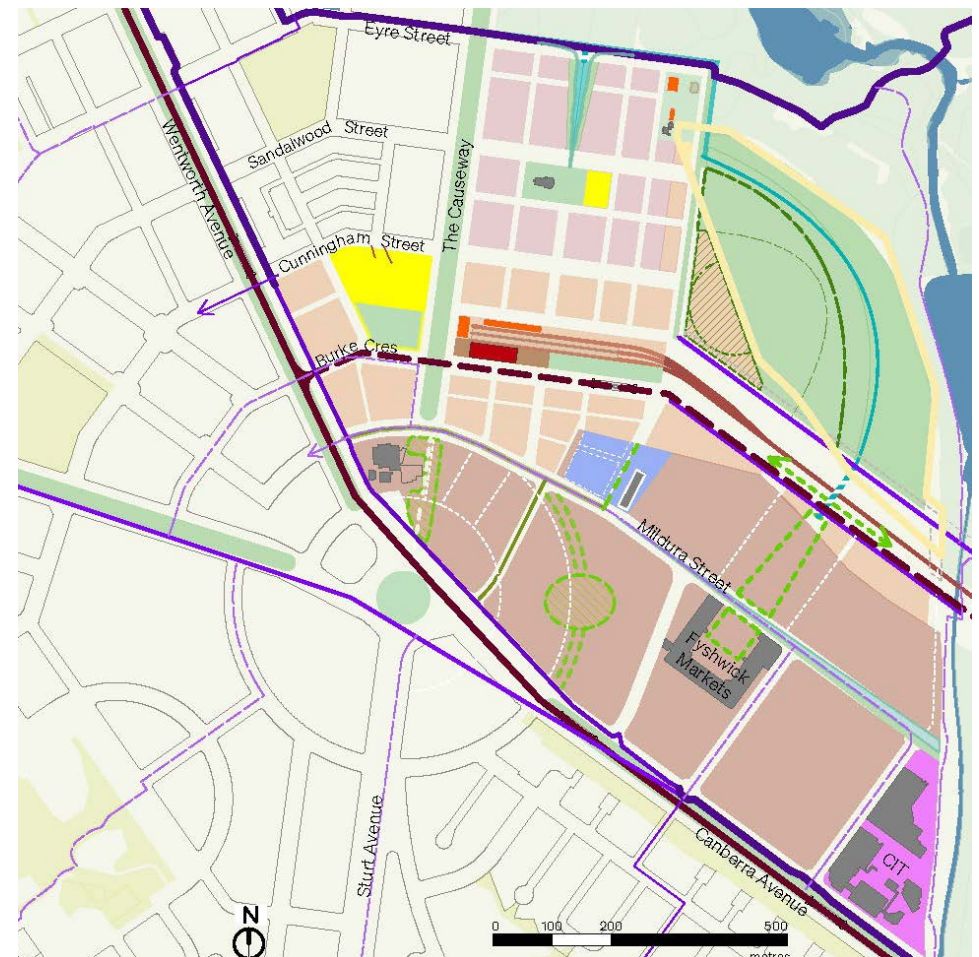 Eyre Street
Sandalwood Street
Wentworth Avenue
The Causeway
Cunningham Street
Burke Cres
Mildura Street
Fyshwick
Markets
Sturt Avenue
Canberra Avenue
CIT
N
0 100 200 500
metres